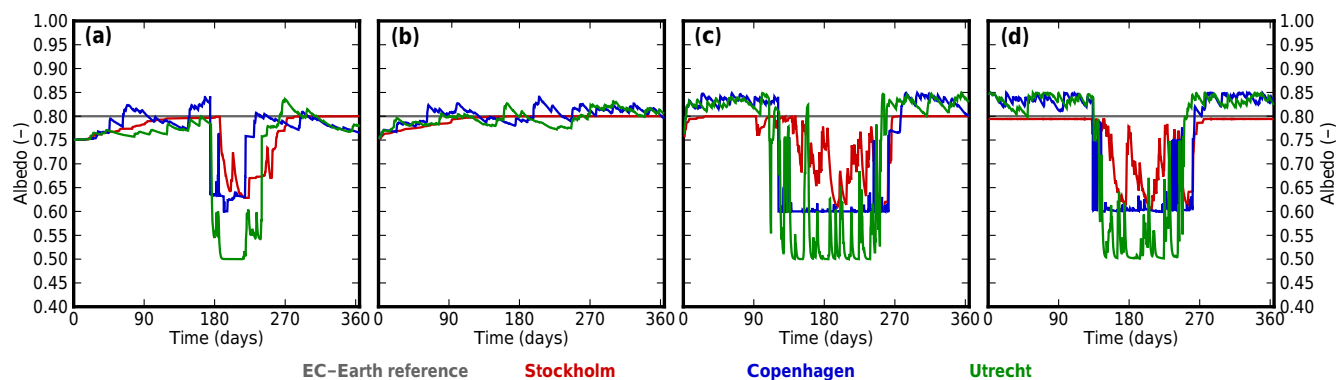 (a) (b) (c) (d)
1.00 1.00
0.95 0.95
0.90 0.90
0.85 0.85
0.80 0.80
0.75 0.75
0.70 0.70
0.65 0.65
0.60 0.60
0.55 0.55
0.50 0.50
0.45 0.45
0.40 0.40
Albedo (−) Albedo (−)
0 90 180 270 360 0 90 180 270 360 0 90 180 270 360 0 90 180 270 360
Time (days) Time (days) Time (days) Time (days)
EC−Earth reference Stockholm Copenhagen Utrecht